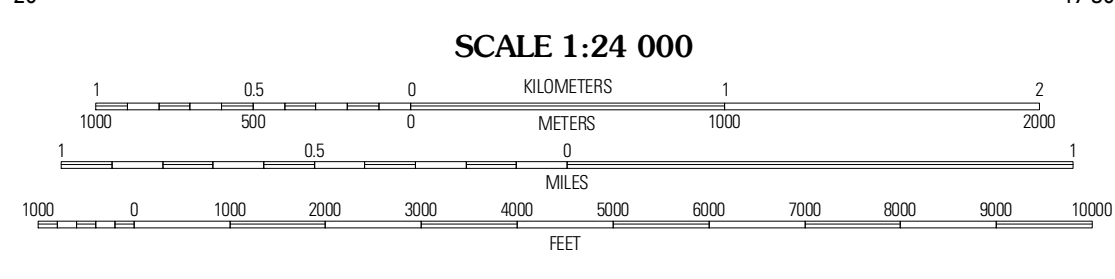 SCALE 1:24 000
1 0.5 0 KILOMETERS 1 2
1000 500 0 METERS 1000 2000
1 0.5 0 1
MILES
1000 0 1000 2000 3000 4000 5000 6000 7000 8000 9000 10000
FEET